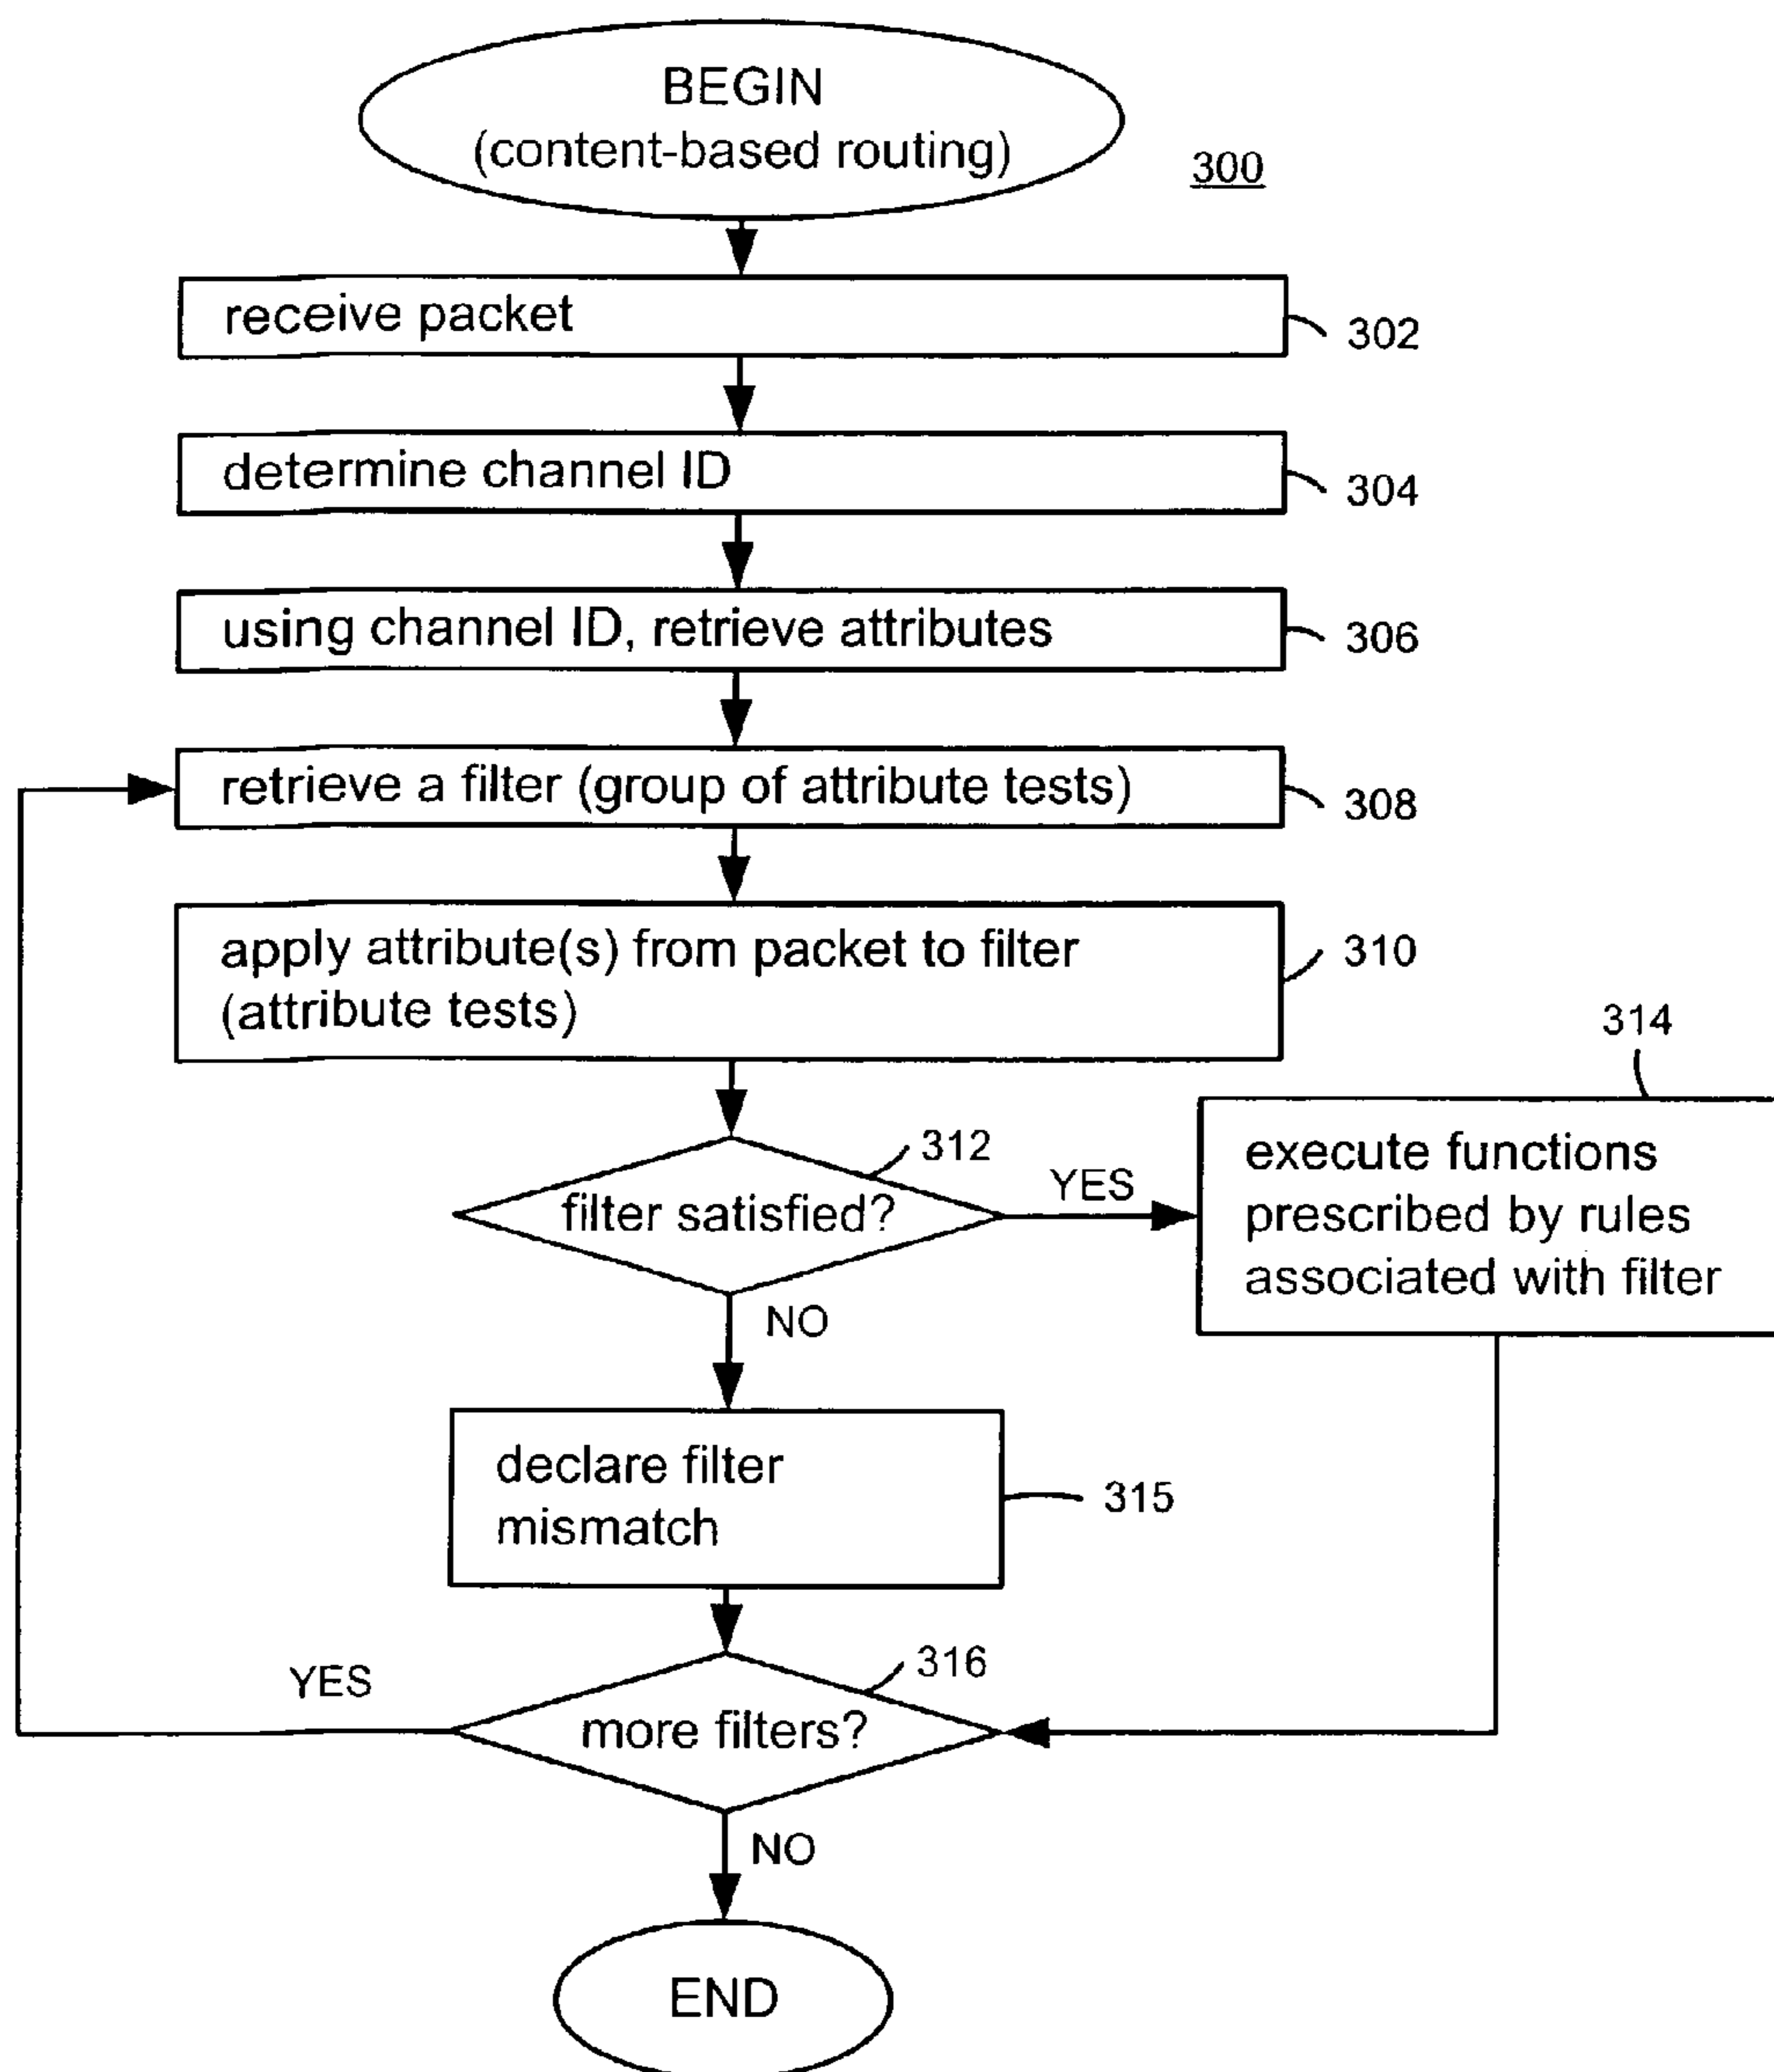 BEGIN
(content-based routing)
300
receive packet
302
determine channel ID
304
using channel ID, retrieve attributes
306
retrieve a filter (group of attribute tests)
308
apply attribute(s) from packet to filter
(attribute tests)
310
314
312
filter satisfied?
YES
execute functions
prescribed by rules
associated with filter
NO
declare filter
mismatch
315
316
YES
more filters?
NO
END